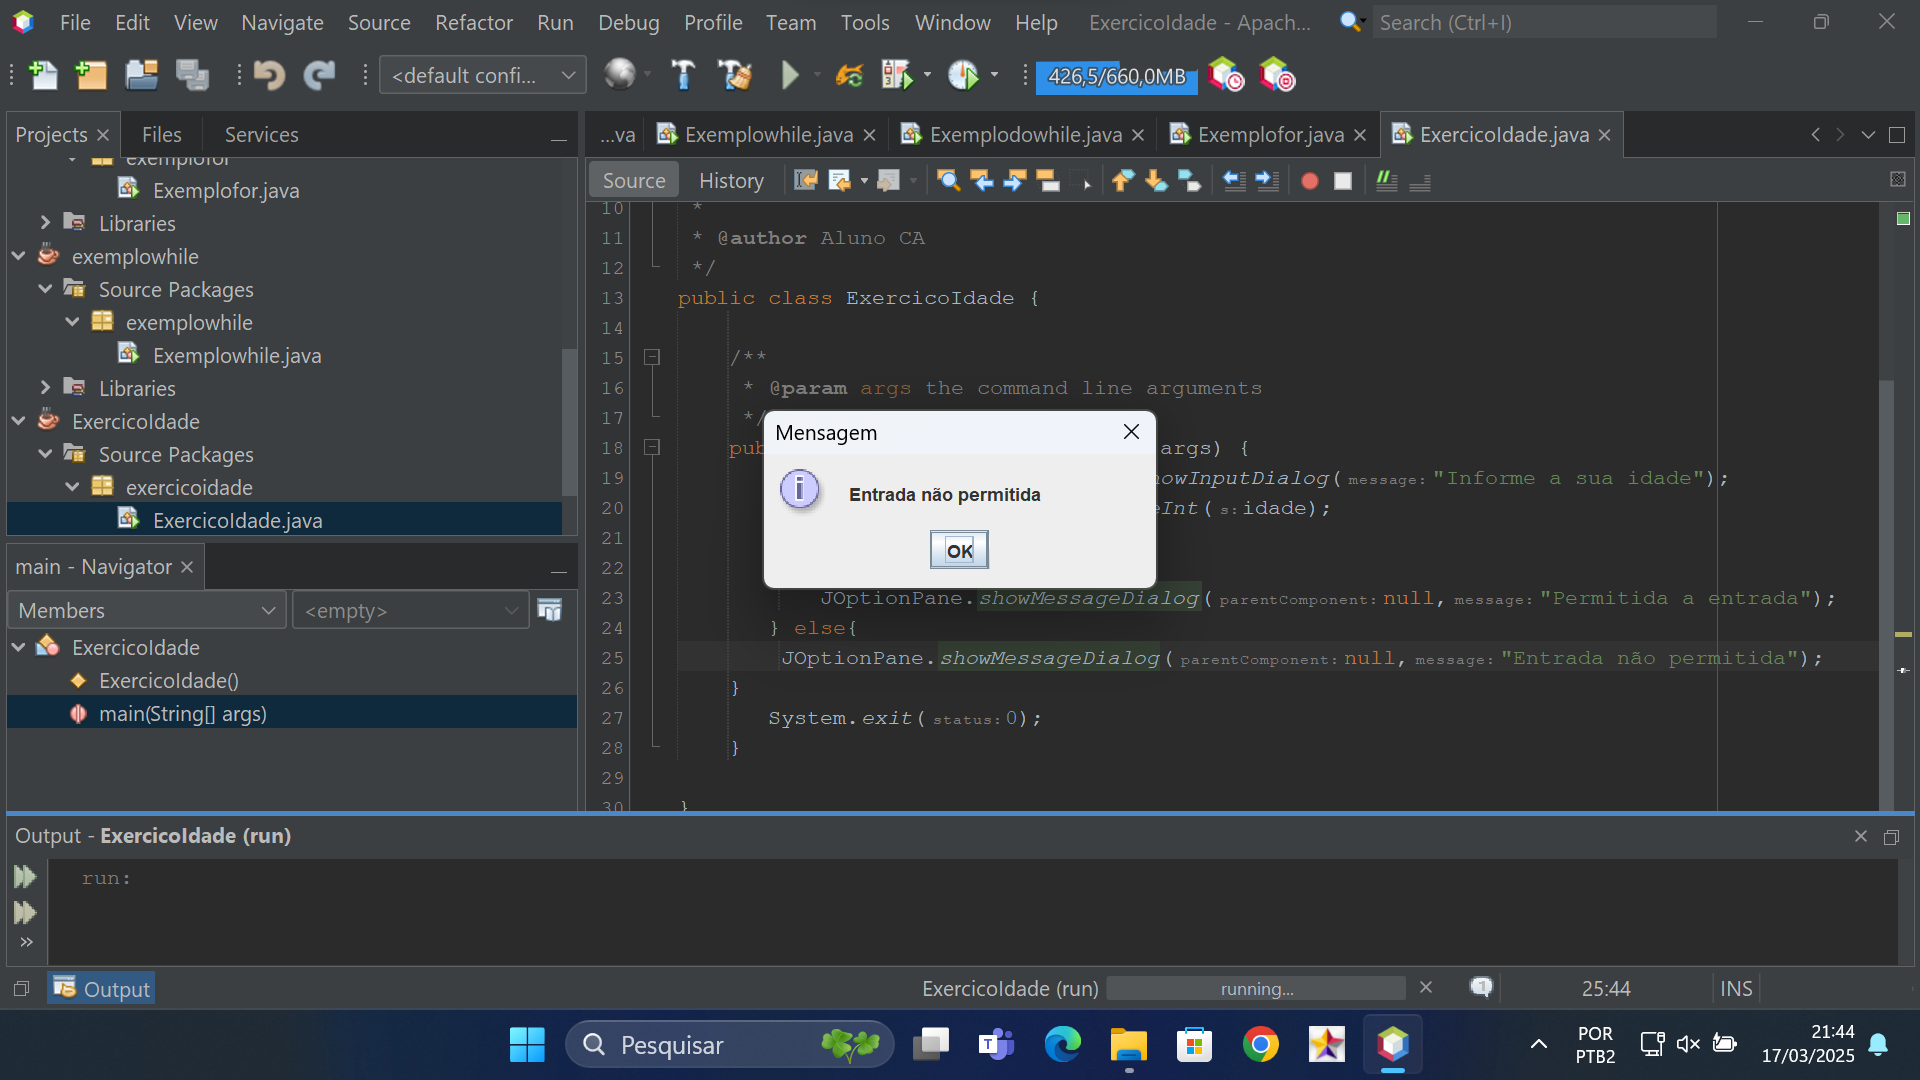 File Edit View Navigate Source Refactor Run Debug Profile Team Tools Window Help ExercicoIdade - Apach... Search (Ctrl+I)
<default confi... 426,5/660,0MB
Projects Files Services
...va Exemplowhile.java Exemplodowhile.java Exemplofor.java ExercicoIdade.java
Source History
exemplofor
Exemplofor.java
Libraries
exemplowhile
Source Packages
exemplowhile
Exemplowhile.java
Libraries
ExercicoIdade
Source Packages
exercicoidade
ExercicoIdade.java
main - Navigator
Members <empty>
ExercicoIdade
ExercicoIdade()
main(String[] args)
10 *
11 * @author Aluno CA
12 */
13 public class ExercicoIdade {
14
15 /**
16 * @param args the command line arguments
17 */
18 pub args) {
19 owInputDialog( message: "Informe a sua idade");
20 eInt( s: idade);
21
22
23 JOptionPane.showMessageDialog( parentComponent: null, message: "Permitida a entrada");
24 } else{
25 JOptionPane.showMessageDialog( parentComponent: null, message: "Entrada não permitida");
26 }
27 System.exit( status: 0);
28 }
29
30 }
Mensagem
Entrada não permitida
OK
Output - ExercicoIdade (run)
run:
Output ExercicoIdade (run) running... 1 25:44 INS
Pesquisar
POR
PTB2
21:44
17/03/2025